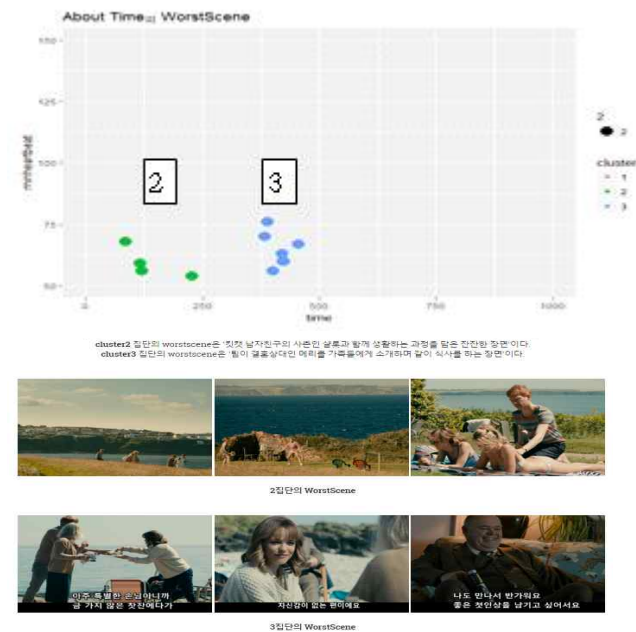 About Time의 WorstScene
150
125
100
75
50
minheartbeat
2
3
0
250
500
750
1000
time
2
2
cluster
1
2
3
cluster2 집단의 worstscene은 '킷캣 남자친구의 사촌인 샬롯과 함께 생활하는 과정을 담은 잔잔한 장면'이다.
cluster3 집단의 worstscene은 '팀이 결혼상대인 메리를 가족들에게 소개하며 같이 식사를 하는 장면'이다.
2집단의 WorstScene
아주 특별한 손님이니까
금 가지 않은 찻잔에다가
자신감이 없는 편이에요
나도 만나서 반가워요
좋은 첫인상을 남기고 싶어서요
3집단의 WorstScene